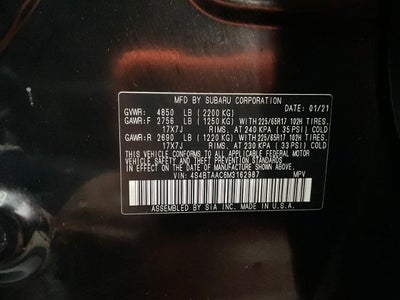 MFD BY SUBARU CORPORATION
GVWR: 4850 LB (2200 KG) DATE: 01/21
GAWR:F 2756 LB (1250 KG) WITH 225/65R17 102H TIRES.
17X7J RIMS. AT 240 KPA ( 35 PSI) COLD
GAWR:R 2690 LB (1220 KG) WITH 225/65R17 102H TIRES.
17X7J RIMS. AT 230 KPA ( 33 PSI) COLD
THIS VEHICLE CONFORMS TO ALL APPLICABLE FEDERAL MOTOR
VEHICLE SAFETY AND THEFT PREVENTION STANDARDS IN
EFFECT ON THE DATE OF MANUFACTURE SHOWN ABOVE
VIN: 4S4BTAAC6M3162987 MPV
ASSEMBLED BY SIA INC. MADE IN U.S.A.